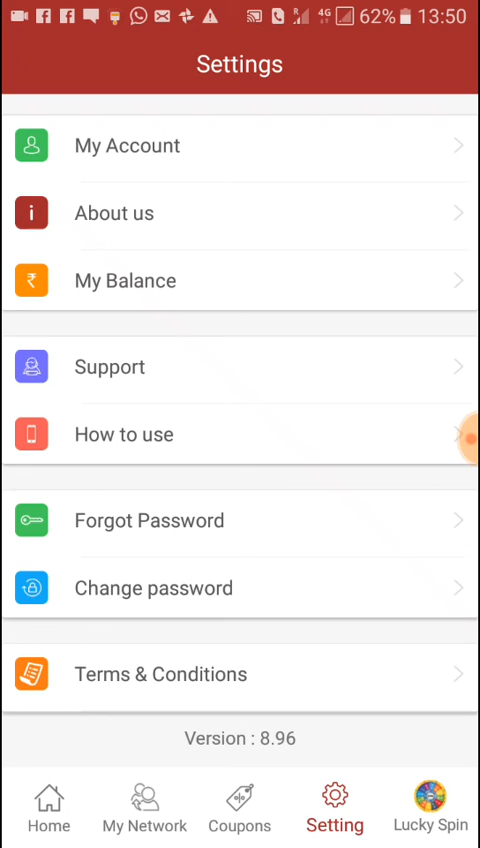 R 4G 62% 13:50
Settings
My Account
About us
My Balance
Support
How to use
Forgot Password
Change password
Terms & Conditions
Version : 8.96
Home My Network Coupons Setting Lucky Spin